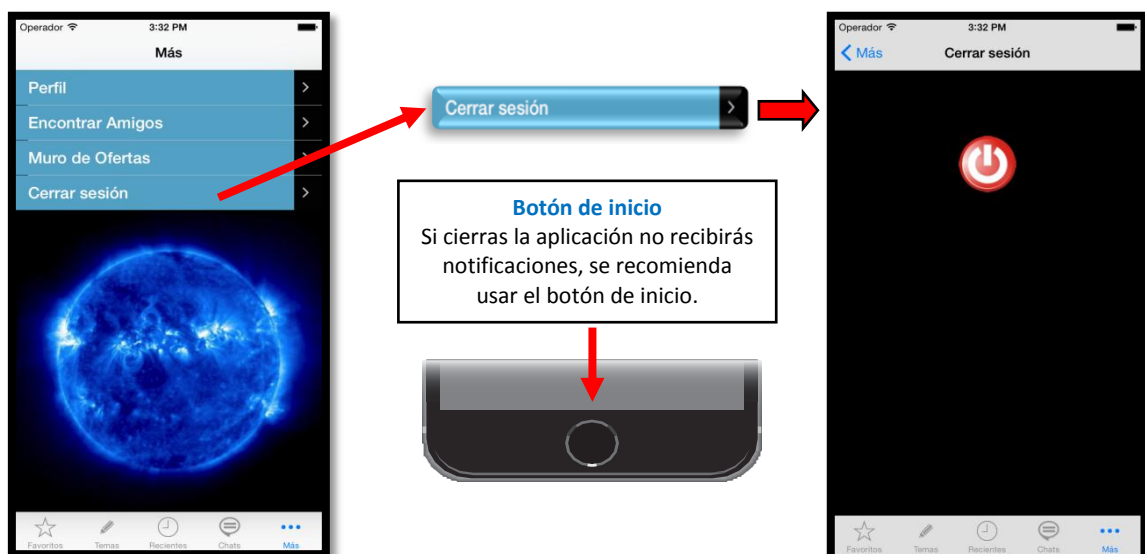 Operador 3:32 PM
Más
Perfil
Encontrar Amigos
Muro de Ofertas
Cerrar sesión
Favoritos Temas Recientes Chats Más
Cerrar sesión
Botón de inicio
Si cierras la aplicación no recibirás
notificaciones, se recomienda
usar el botón de inicio.
Operador 3:32 PM
Más Cerrar sesión
Favoritos Temas Recientes Chats Más